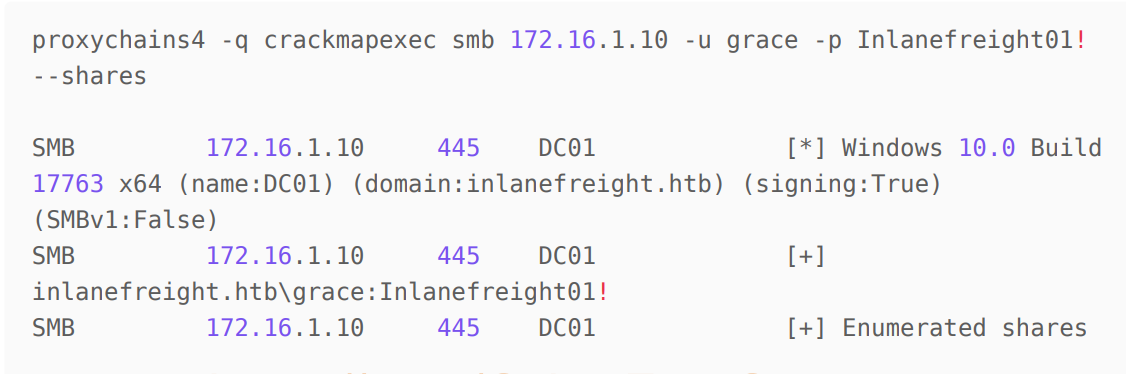 proxychains4 -q crackmapexec smb 172.16.1.10 -u grace -p Inlanefreight01!
--shares
SMB 172.16.1.10 445 DC01 [*] Windows 10.0 Build
17763 x64 (name:DC01) (domain:inlanefreight.htb) (signing:True)
(SMBv1:False)
SMB 172.16.1.10 445 DC01 [+]
inlanefreight.htb\grace:Inlanefreight01!
SMB 172.16.1.10 445 DC01 [+] Enumerated shares